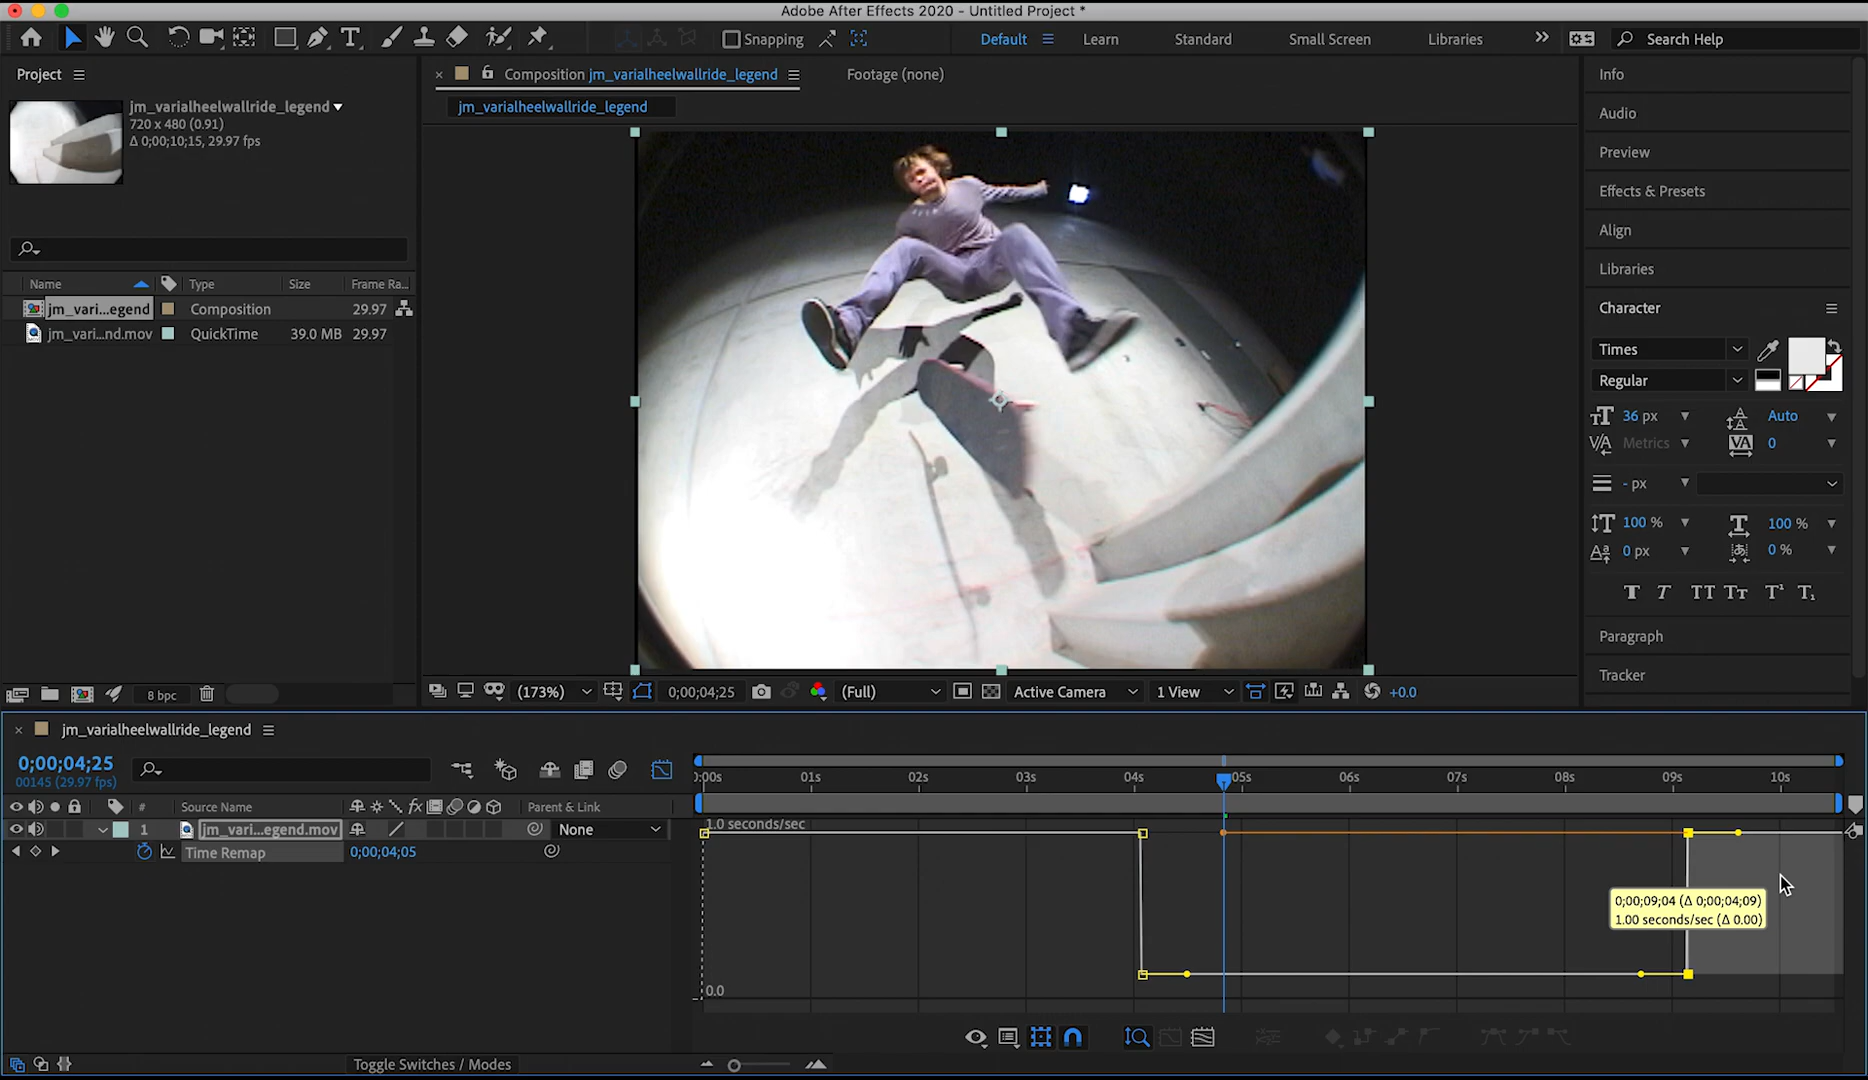 Adobe After Effects 2020 - Untitled Project *
Snapping
Default
Learn
Standard
Small Screen
Libraries
Search Help
Project
Composition jm_varialheelwallride_legend
Footage (none)
jm_varialheelwallride_legend
jm_varialheelwallride_legend
720 x 480 (0.91)
Δ 0;00;10;15, 29.97 fps
Name
Type
Size
Frame Ra...
jm_vari...egend
Composition
29.97
jm_vari...nd.mov
QuickTime
39.0 MB
29.97
8 bpc
(173%)
0;00;04;25
(Full)
Active Camera
1 View
+0.0
Info
Audio
Preview
Effects & Presets
Align
Libraries
Character
Times
Regular
36 px
Auto
Metrics
0
- px
100 %
100 %
0 px
0 %
Paragraph
Tracker
jm_varialheelwallride_legend
0;00;04;25
00145 (29.97 fps)
#
Source Name
fx
Parent & Link
1
jm_vari...egend.mov
None
Time Remap
0;00;04;05
0:00s
01s
02s
03s
04s
05s
06s
07s
08s
09s
10s
1.0 seconds/sec
0;00;09;04 (Δ 0;00;04;09)
1.00 seconds/sec (Δ 0.00)
0.0
Toggle Switches / Modes